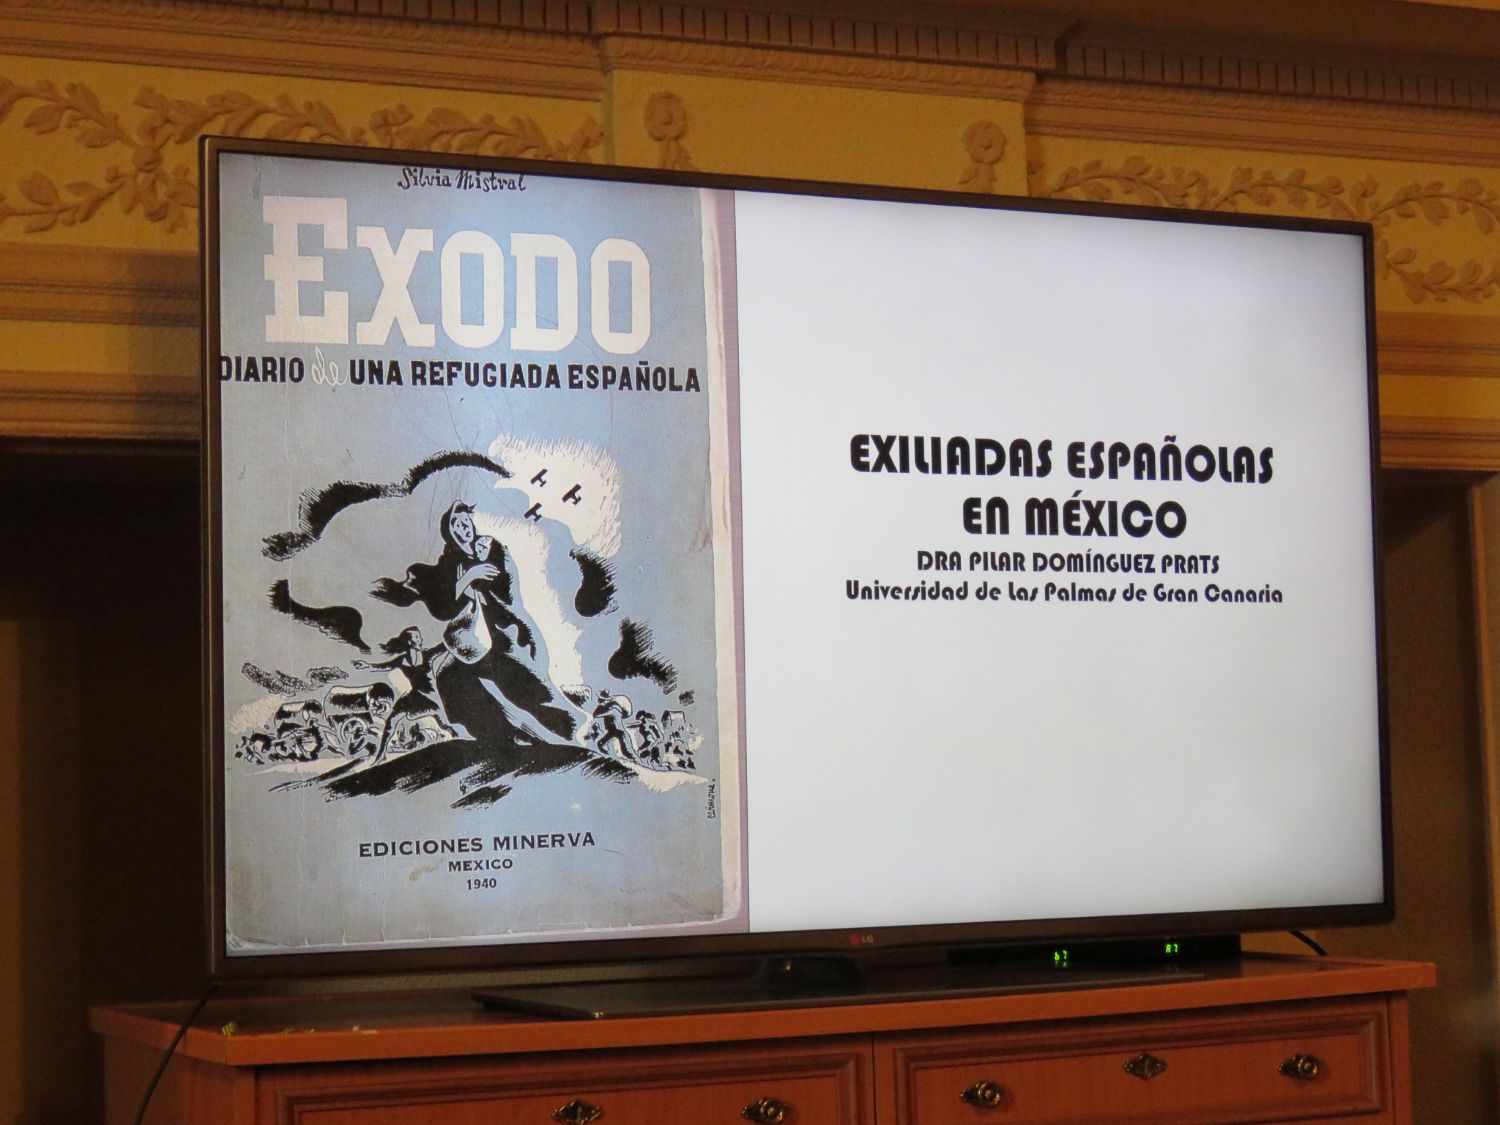 Silvia Mistral
EXODO
DIARIO de UNA REFUGIADA ESPAÑOLA
EDICIONES MINERVA
MEXICO
1940
EXILIADAS ESPAÑOLAS
EN MÉXICO
DRA PILAR DOMÍNGUEZ PRATS
Universidad de Las Palmas de Gran Canaria
LG